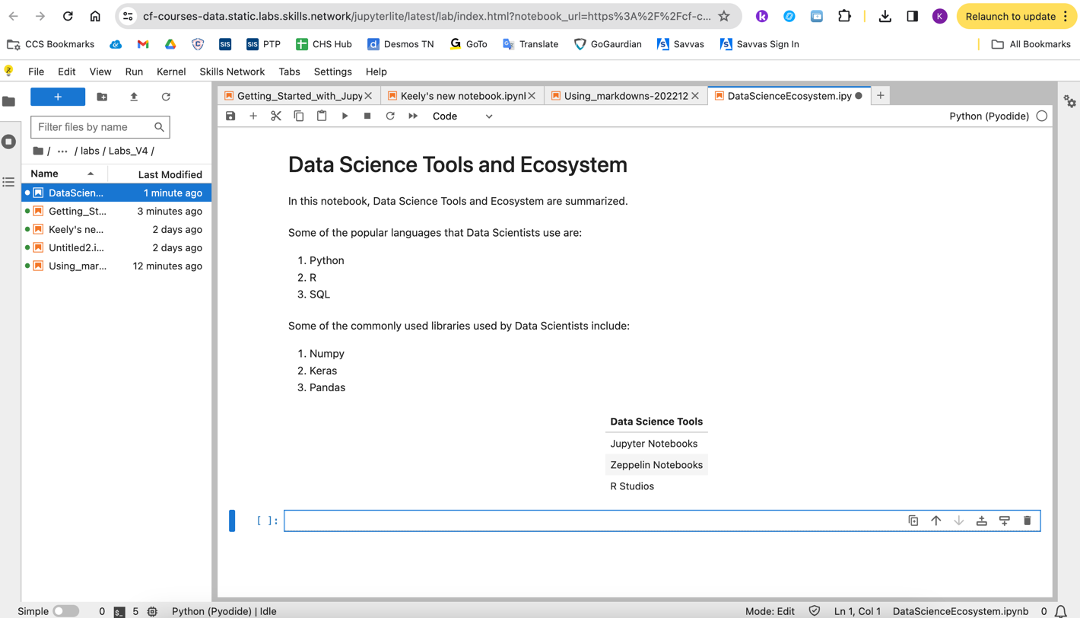 cf-courses-data.static.labs.skills.network/jupyterlite/latest/lab/index.html?notebook_url=https%3A%2F%2Fcf-c...
K
Relaunch to update
CCS Bookmarks
SIS
SIS PTP
CHS Hub
d Desmos TN
G GoTo
Translate
GoGaurdian
Savvas
Savvas Sign In
All Bookmarks
File Edit View Run Kernel Skills Network Tabs Settings Help
Getting_Started_with_Jupy
Keely's new notebook.ipynl
Using_markdowns-202212
DataScienceEcosystem.ipy
+
Filter files by name
/ ··· / labs / Labs_V4 /
Name Last Modified
DataScien... 1 minute ago
Getting_St... 3 minutes ago
Keely's ne... 2 days ago
Untitled2.i... 2 days ago
Using_mar... 12 minutes ago
Code
Python (Pyodide)
Data Science Tools and Ecosystem
In this notebook, Data Science Tools and Ecosystem are summarized.
Some of the popular languages that Data Scientists use are:
1. Python
2. R
3. SQL
Some of the commonly used libraries used by Data Scientists include:
1. Numpy
2. Keras
3. Pandas
Data Science Tools
Jupyter Notebooks
Zeppelin Notebooks
R Studios
[ ]:
Simple 0 5 Python (Pyodide) | Idle
Mode: Edit Ln 1, Col 1 DataScienceEcosystem.ipynb 0